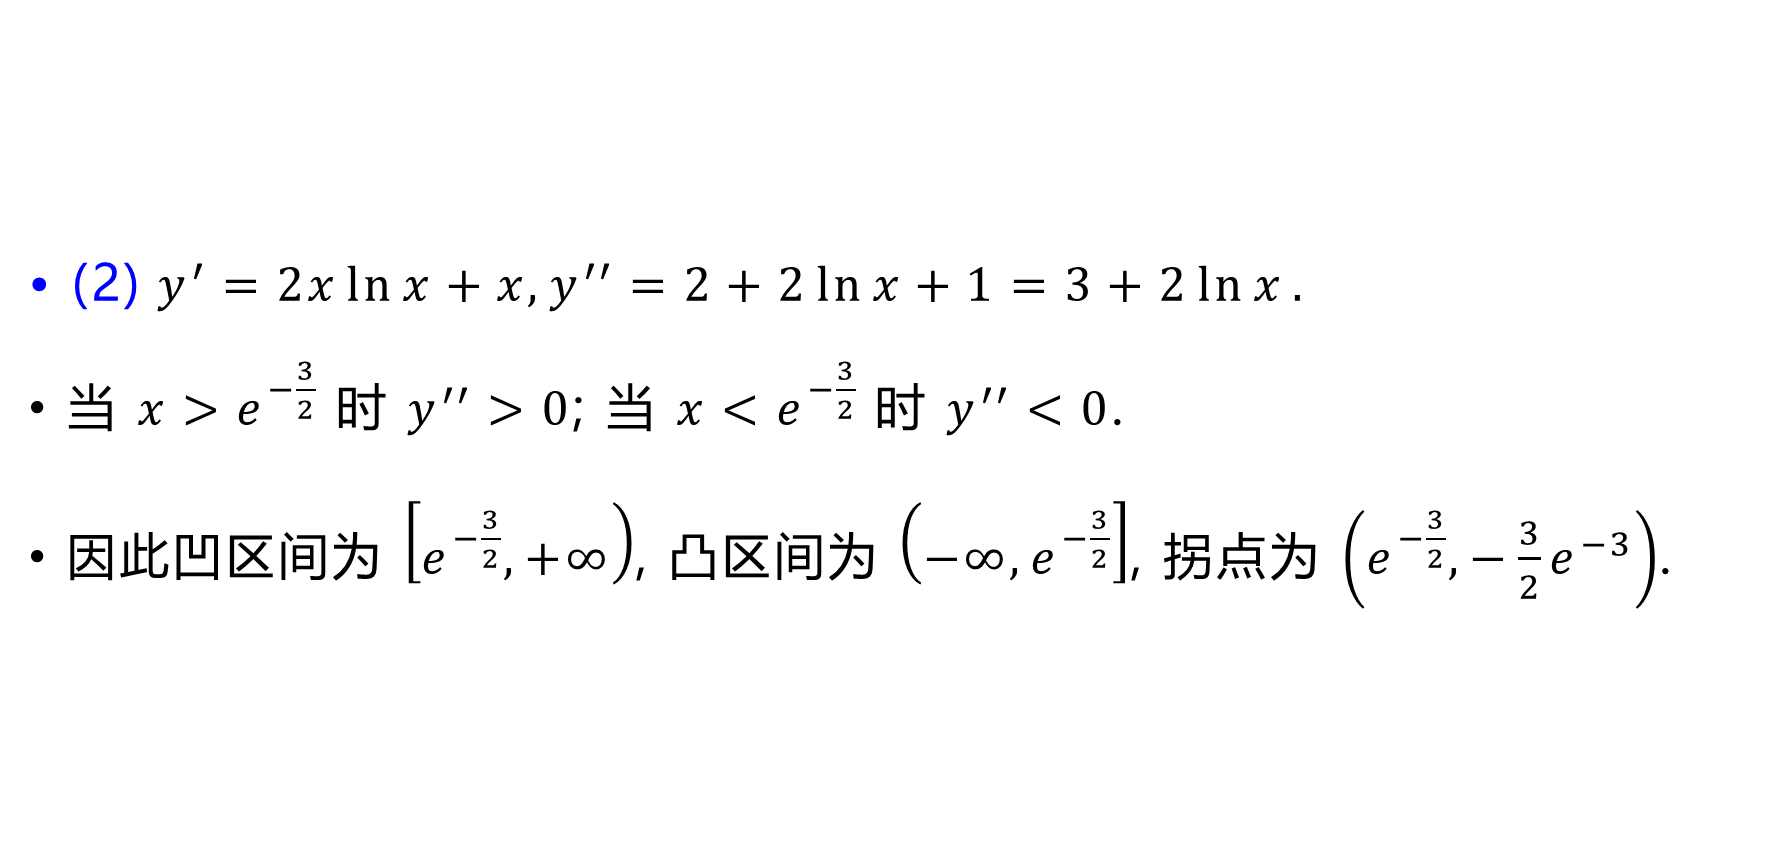 • (2) y′ = 2x ln x + x, y′′ = 2 + 2 ln x + 1 = 3 + 2 ln x .
• 当 x > e^{−3/2} 时 y′′ > 0; 当 x < e^{−3/2} 时 y′′ < 0.
• 因此凹区间为 [e^{−3/2}, +∞), 凸区间为 (−∞, e^{−3/2}], 拐点为 (e^{−3/2}, −3/2 e^{−3}).